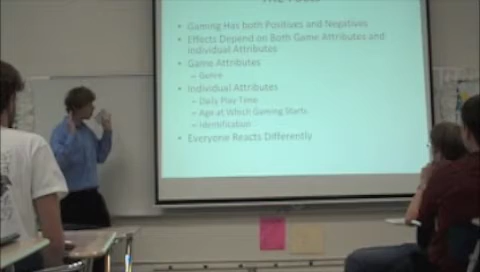 • Gaming Has both Positives and Negatives
• Effects Depend on Both Game Attributes and
individual Attributes
• Game Attributes
– Genre
• Individual Attributes
– Daily Play Time
– Age at Which Gaming Starts
– Identification
• Everyone Reacts Differently